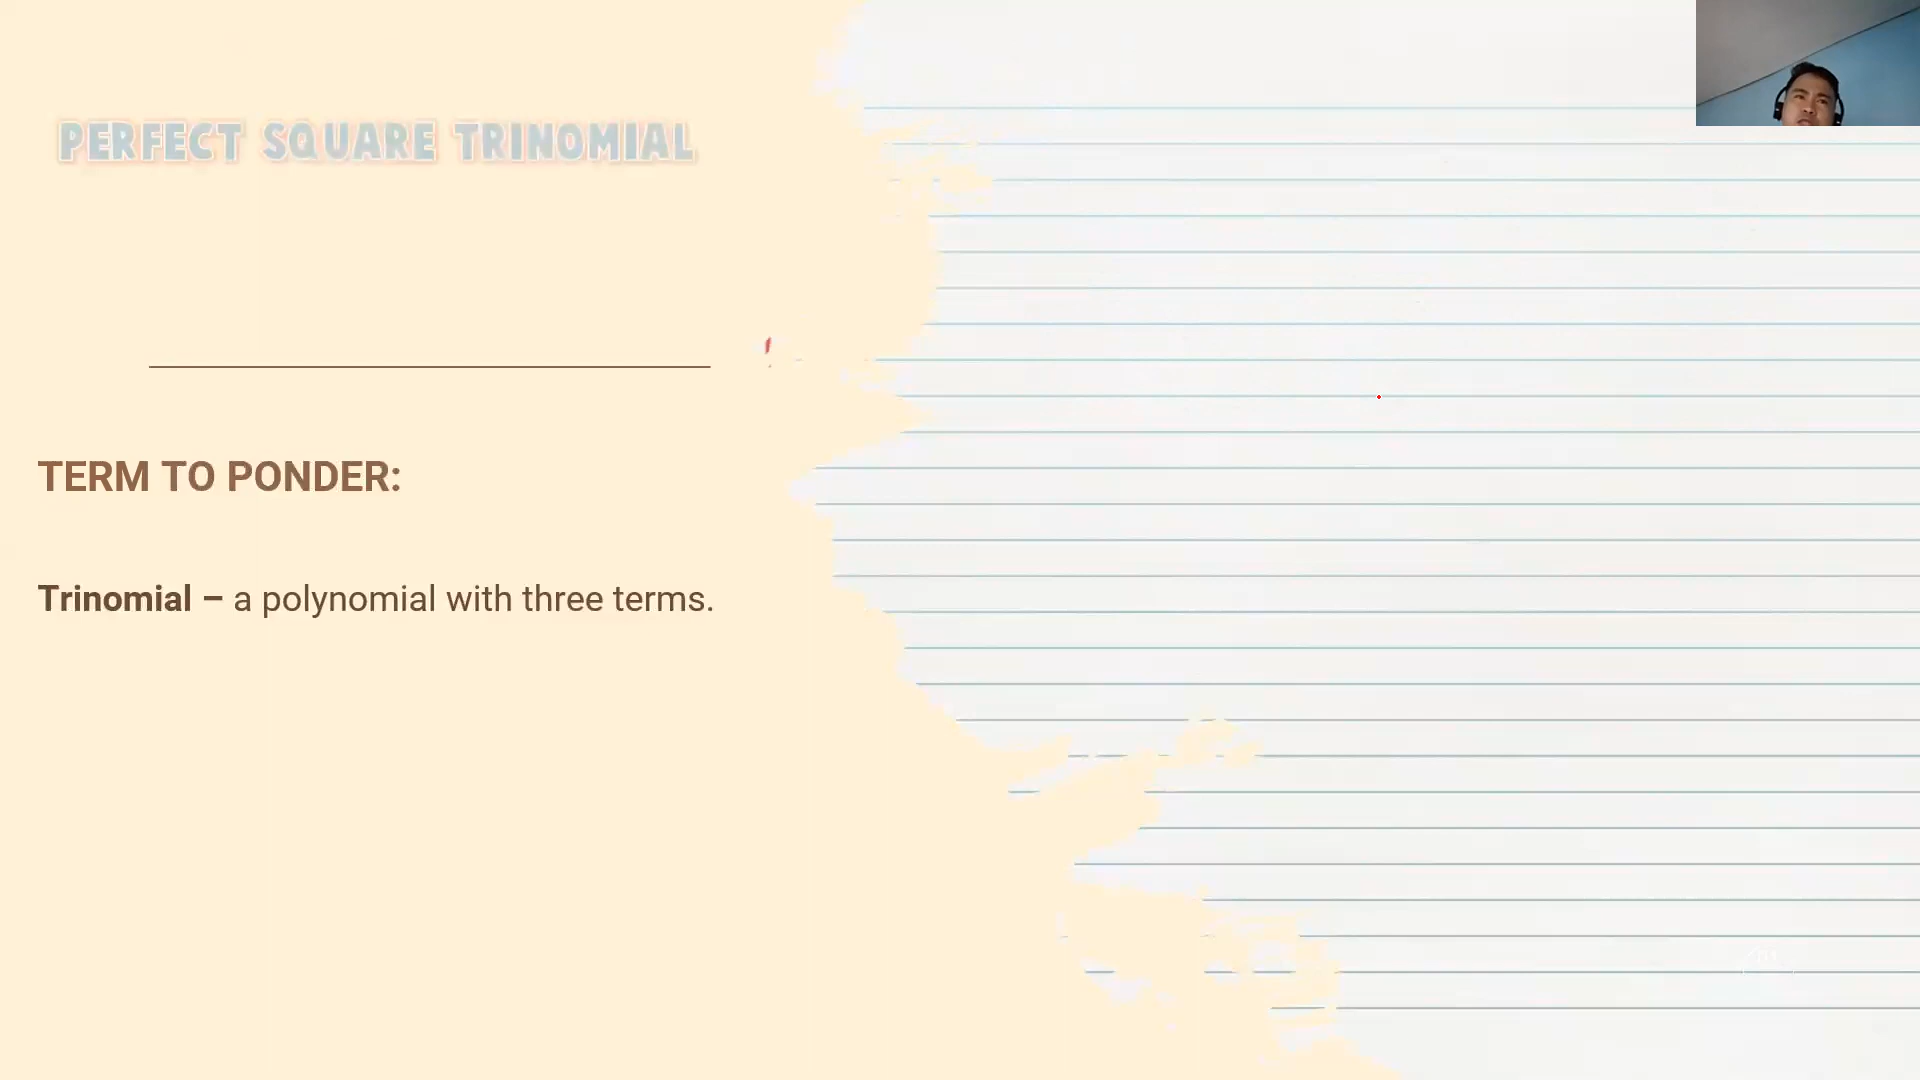 PERFECT SQUARE TRINOMIAL
TERM TO PONDER:
Trinomial – a polynomial with three terms.